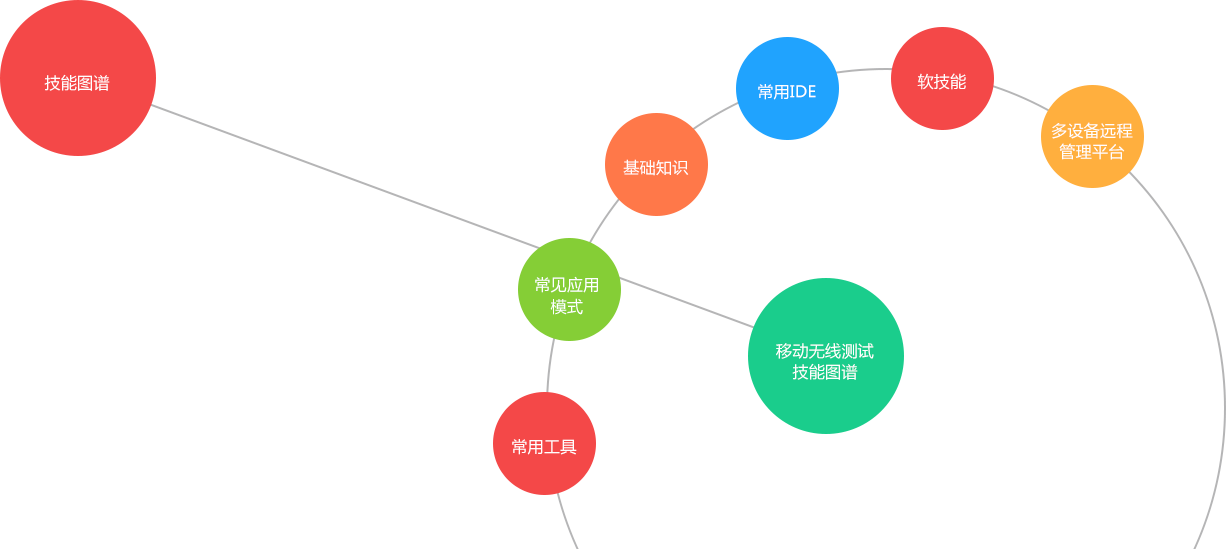 技能图谱
常用IDE
软技能
多设备远程
管理平台
基础知识
常见应用
模式
移动无线测试
技能图谱
常用工具